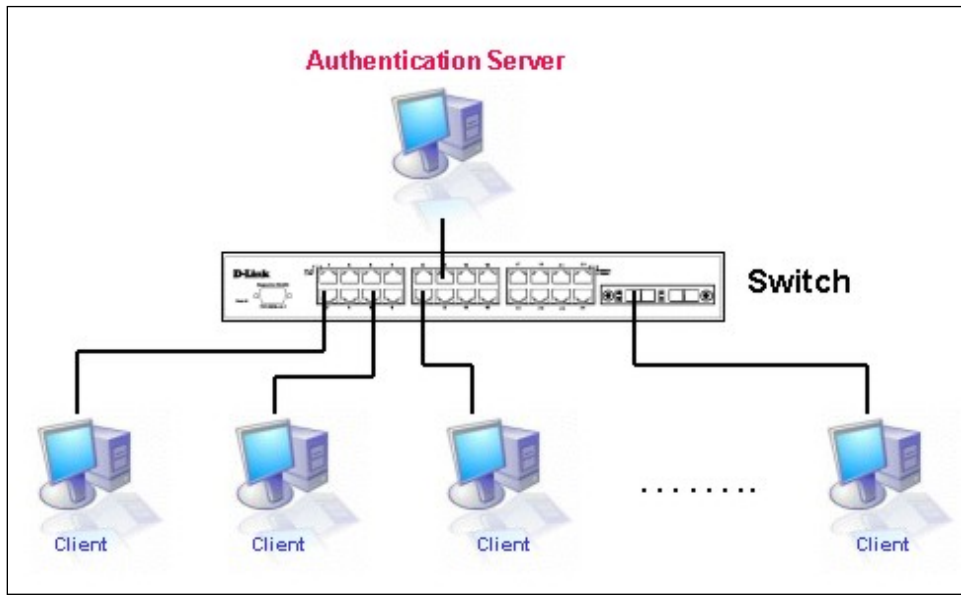 Authentication Server
D-Link
Switch
Client
Client
Client
........
Client